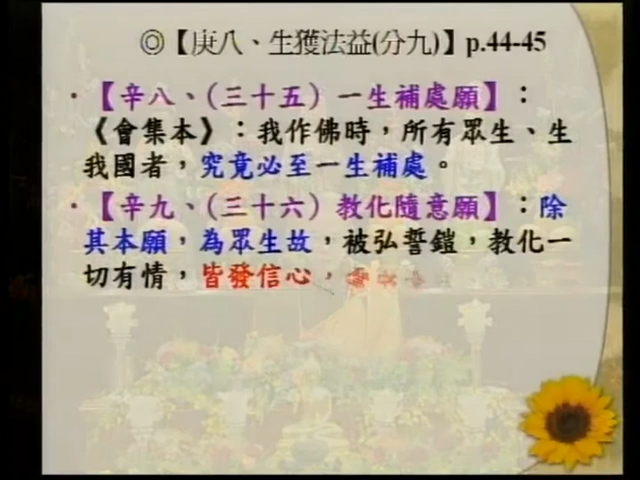 ◎【庚八、生獲法益(分九)】p.44-45
·【辛八、(三十五) 一生補處願】：
《會集本》：我作佛時，所有眾生、生
我國者，究竟必至一生補處。
·【辛九、(三十六) 教化隨意願】：除
其本願，為眾生故，被弘誓鎧，教化一
切有情，皆發信心，